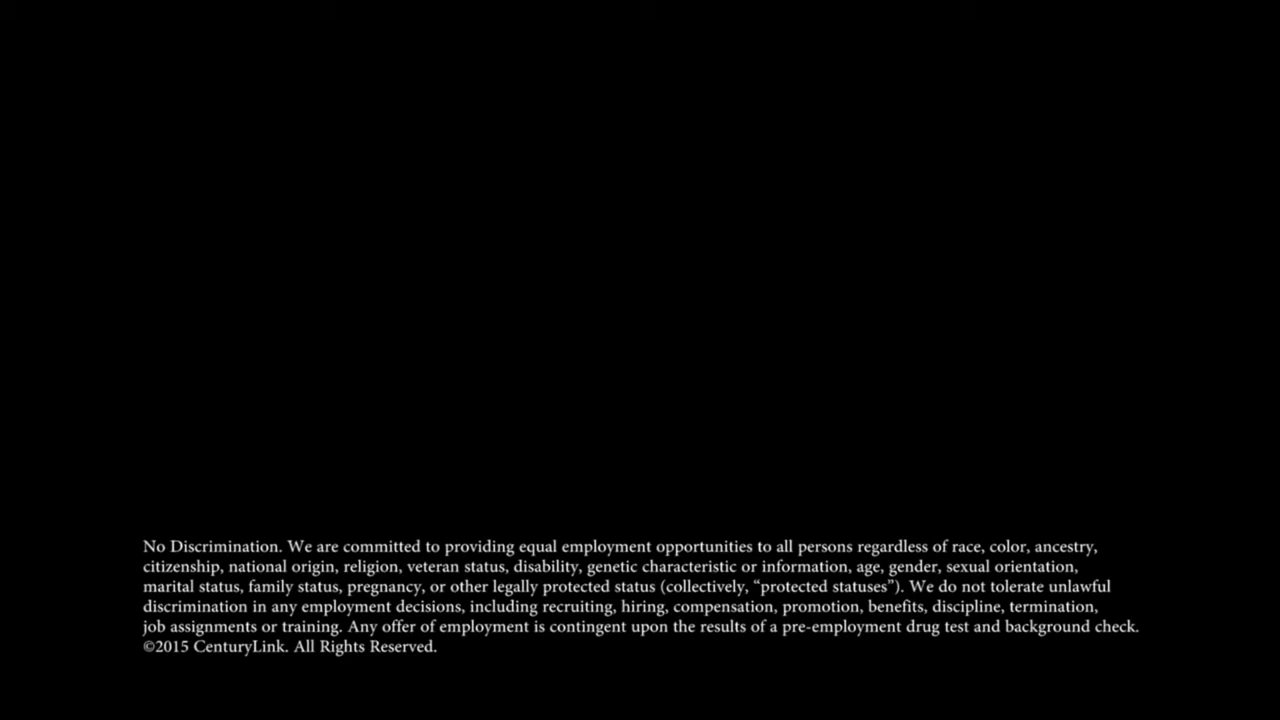 No Discrimination. We are committed to providing equal employment opportunities to all persons regardless of race, color, ancestry,
citizenship, national origin, religion, veteran status, disability, genetic characteristic or information, age, gender, sexual orientation,
marital status, family status, pregnancy, or other legally protected status (collectively, “protected statuses”). We do not tolerate unlawful
discrimination in any employment decisions, including recruiting, hiring, compensation, promotion, benefits, discipline, termination,
job assignments or training. Any offer of employment is contingent upon the results of a pre-employment drug test and background check.
©2015 CenturyLink. All Rights Reserved.